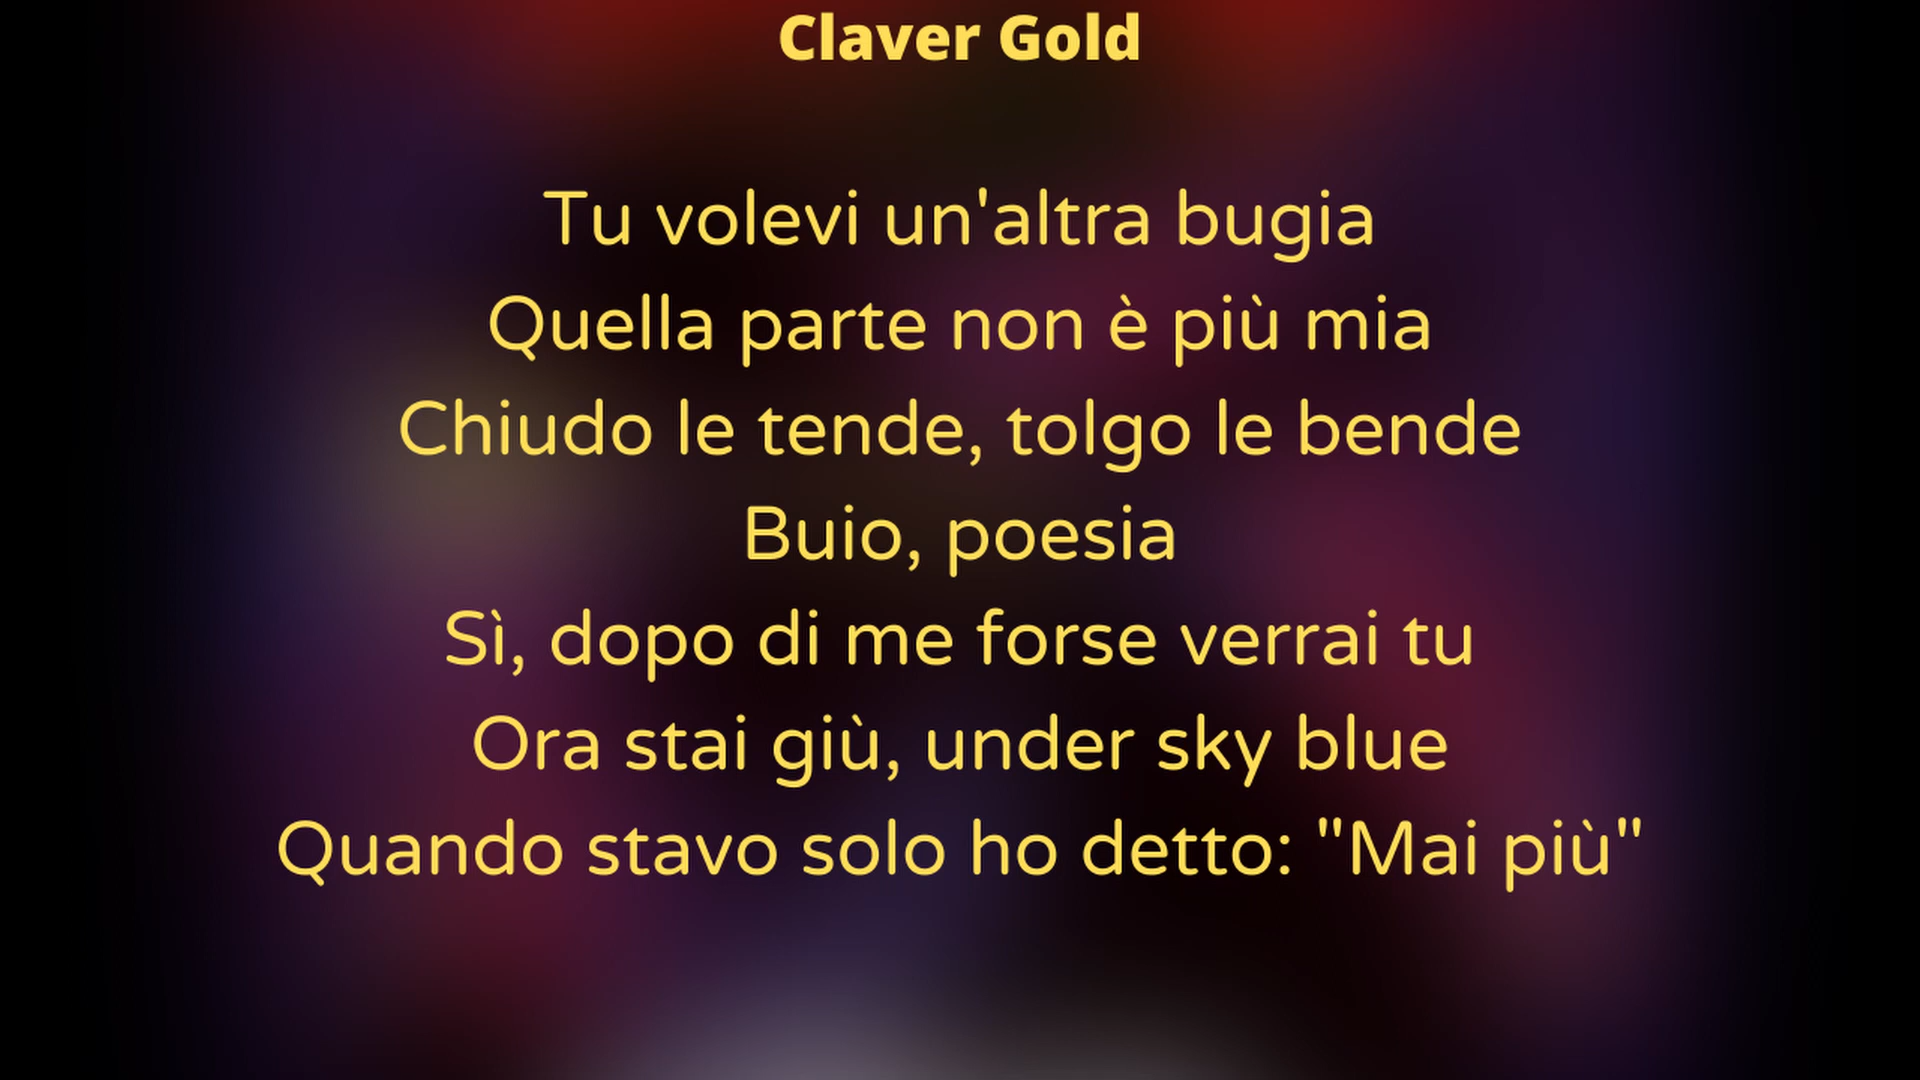 Claver Gold
Tu volevi un'altra bugia
Quella parte non è più mia
Chiudo le tende, tolgo le bende
Buio, poesia
Sì, dopo di me forse verrai tu
Ora stai giù, under sky blue
Quando stavo solo ho detto: "Mai più"